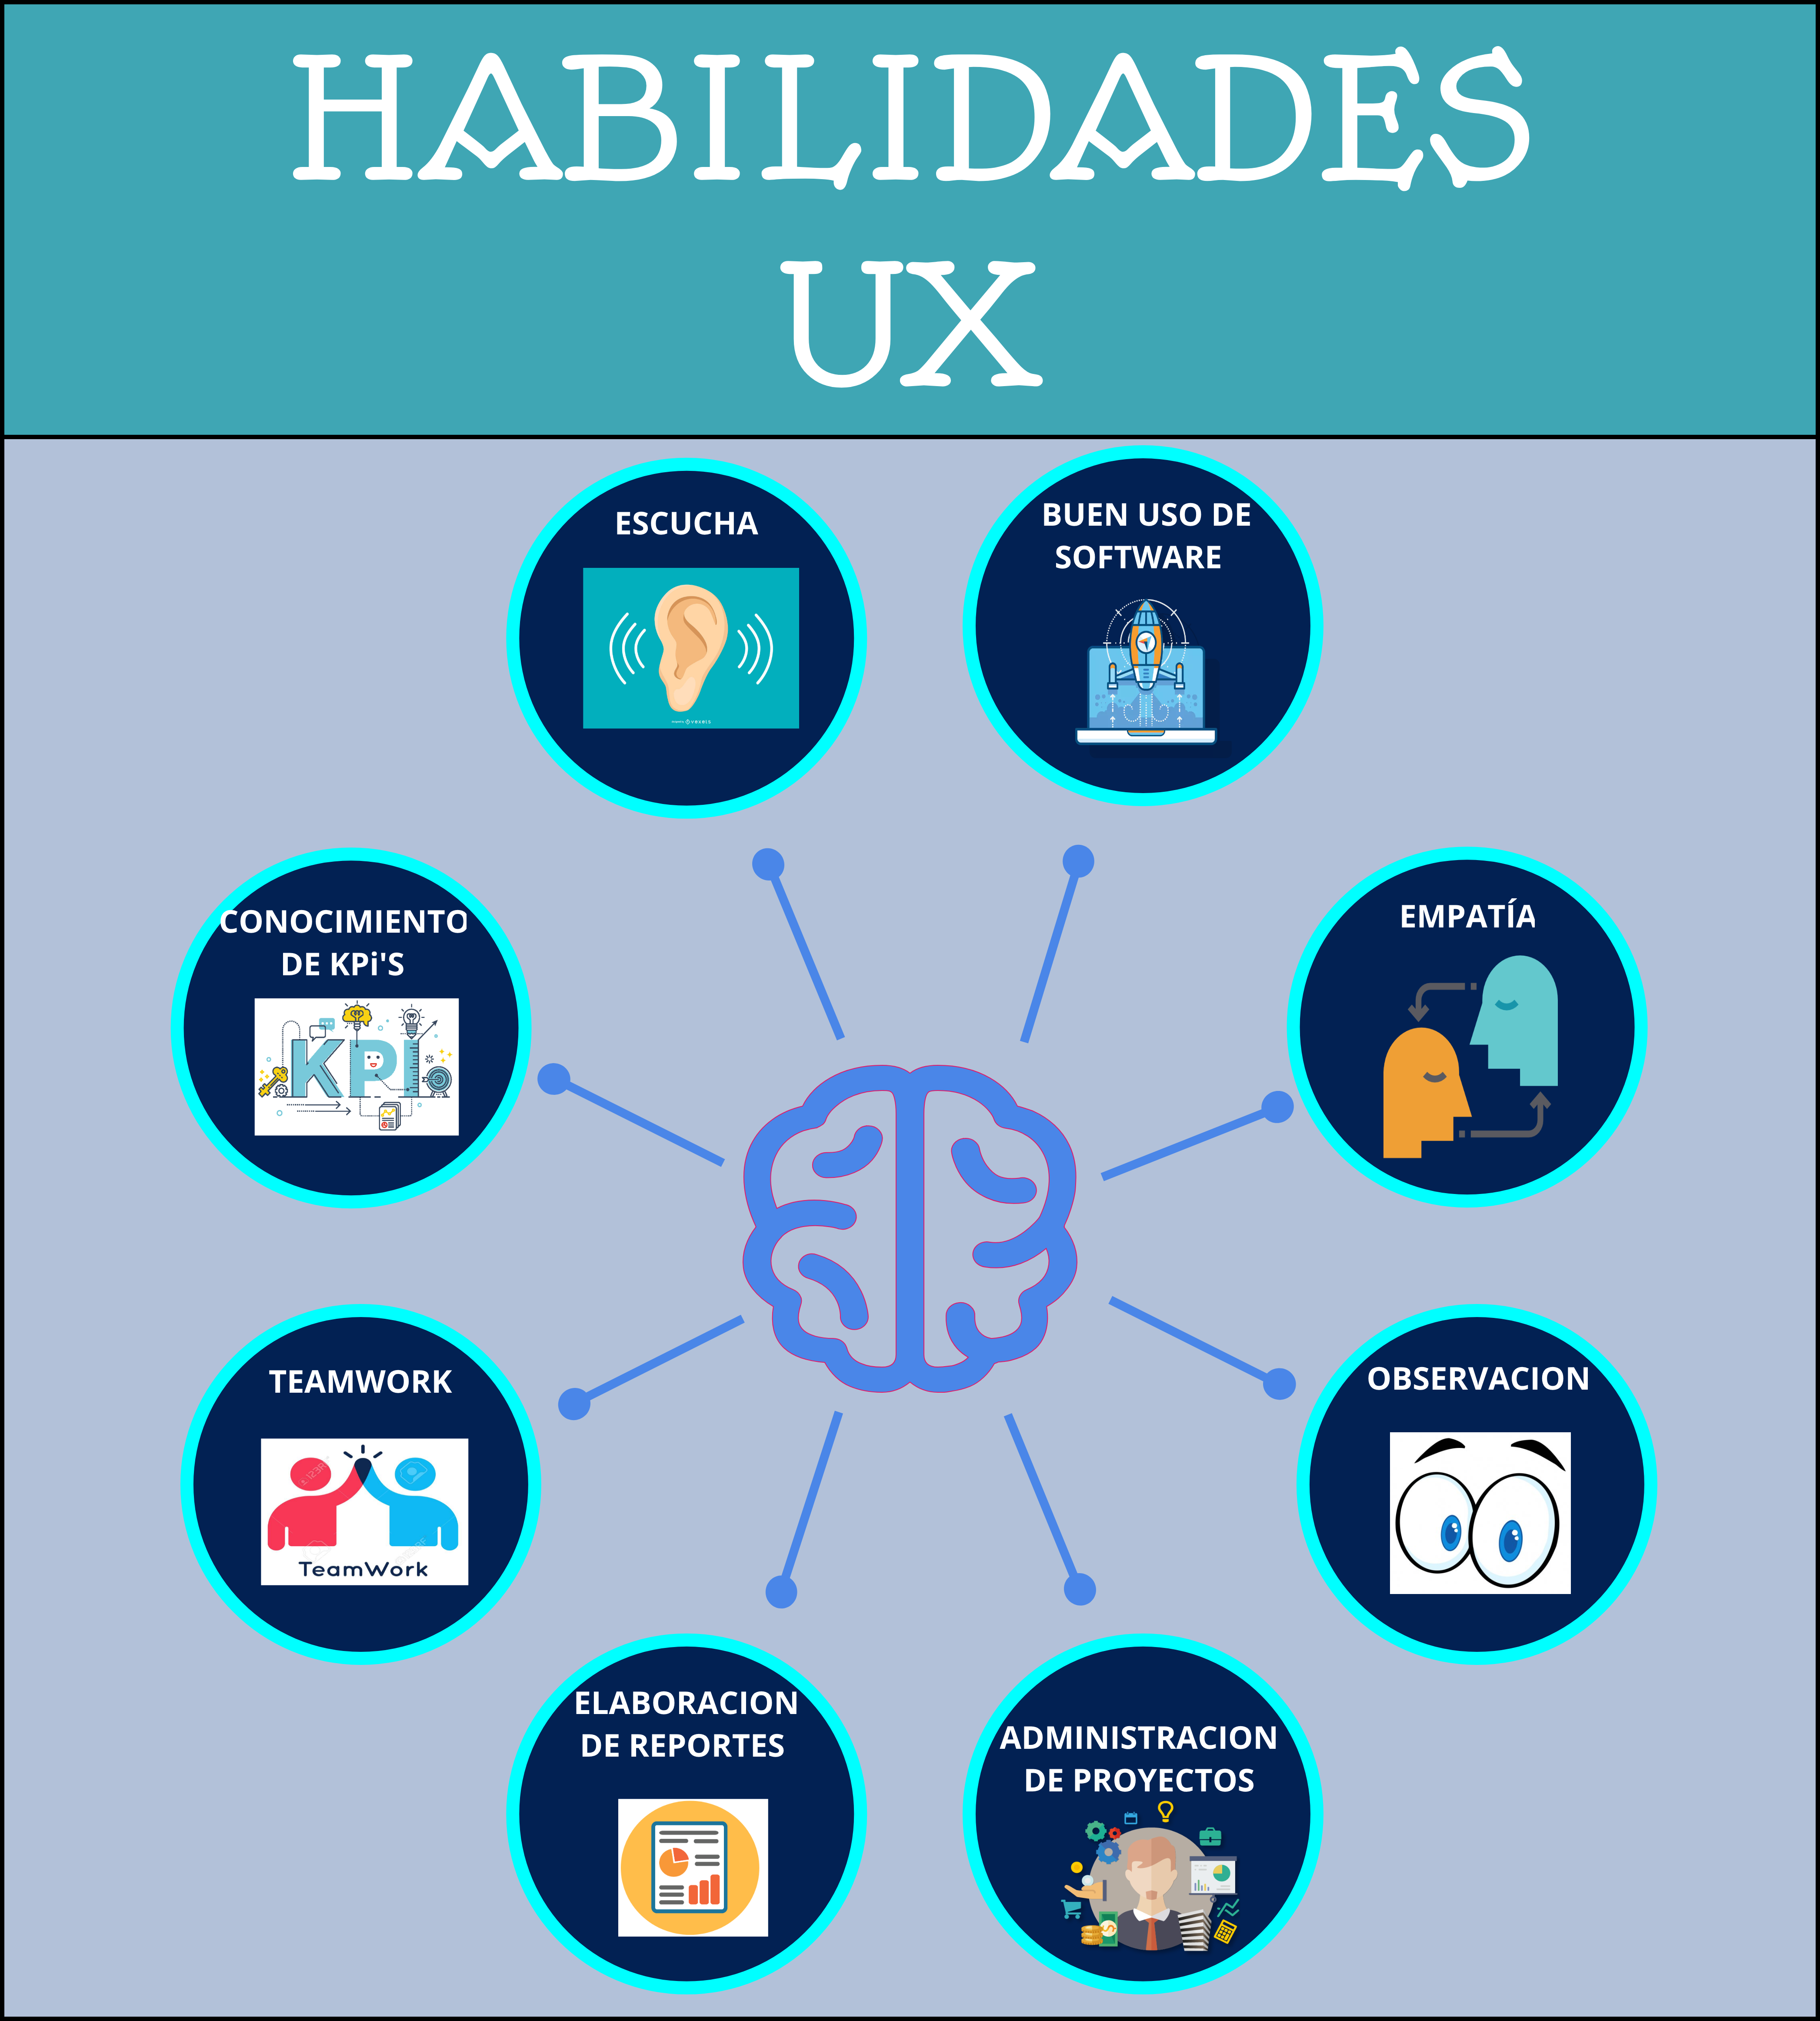 HABILIDADES
UX
ESCUCHA
vexels
BUEN USO DE
SOFTWARE
CONOCIMIENTO
DE KPi'S
KPI
EMPATÍA
TEAMWORK
TeamWork
OBSERVACION
ELABORACION
DE REPORTES
ADMINISTRACION
DE PROYECTOS